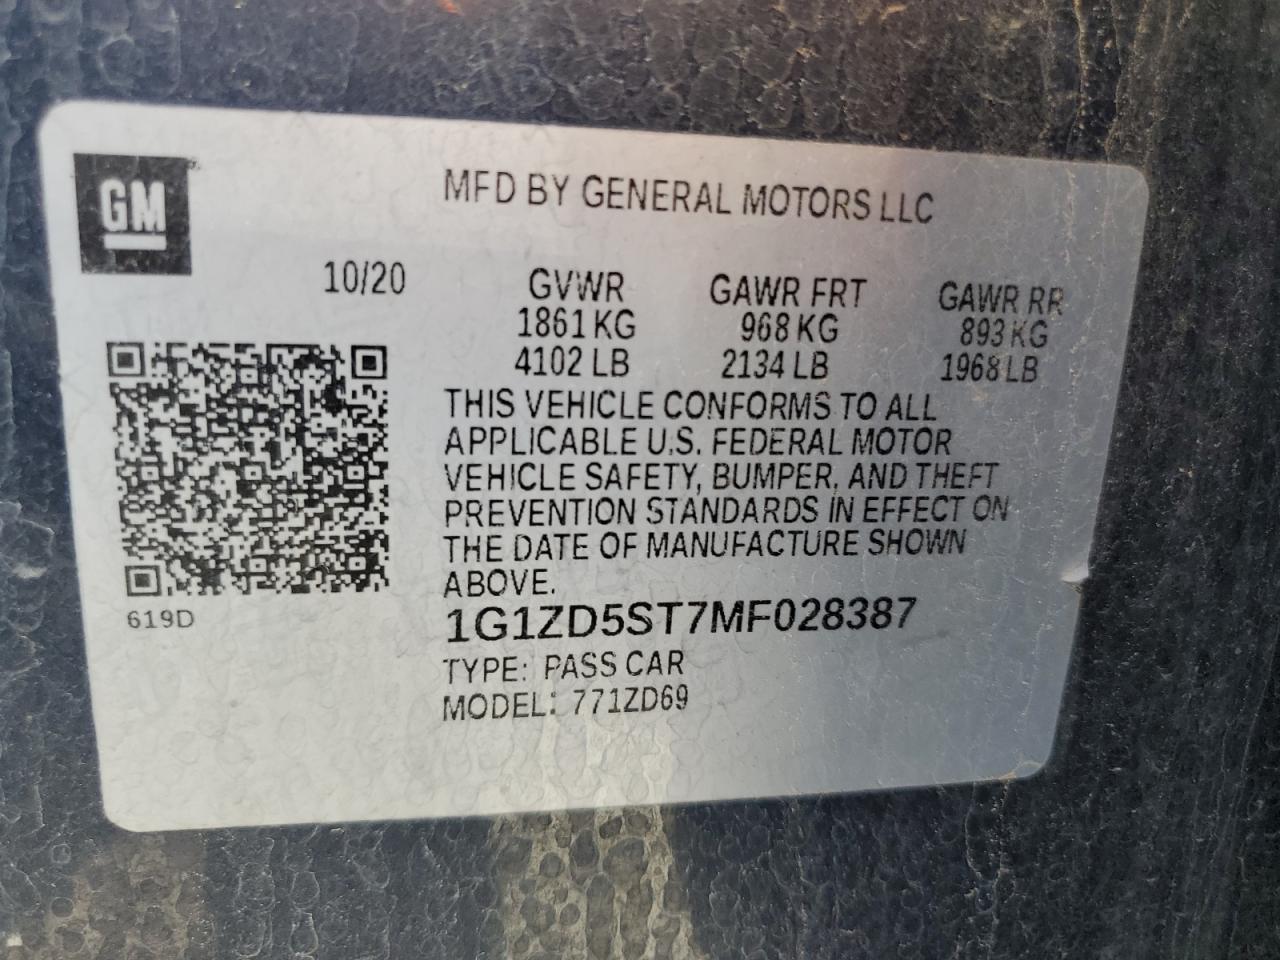 GM
MFD BY GENERAL MOTORS LLC
10/20
GVWR GAWR FRT GAWR RR
1861 KG 968 KG 893 KG
4102 LB 2134 LB 1968 LB
THIS VEHICLE CONFORMS TO ALL
APPLICABLE U.S. FEDERAL MOTOR
VEHICLE SAFETY, BUMPER, AND THEFT
PREVENTION STANDARDS IN EFFECT ON
THE DATE OF MANUFACTURE SHOWN
ABOVE.
619D
1G1ZD5ST7MF028387
TYPE: PASS CAR
MODEL: 771ZD69